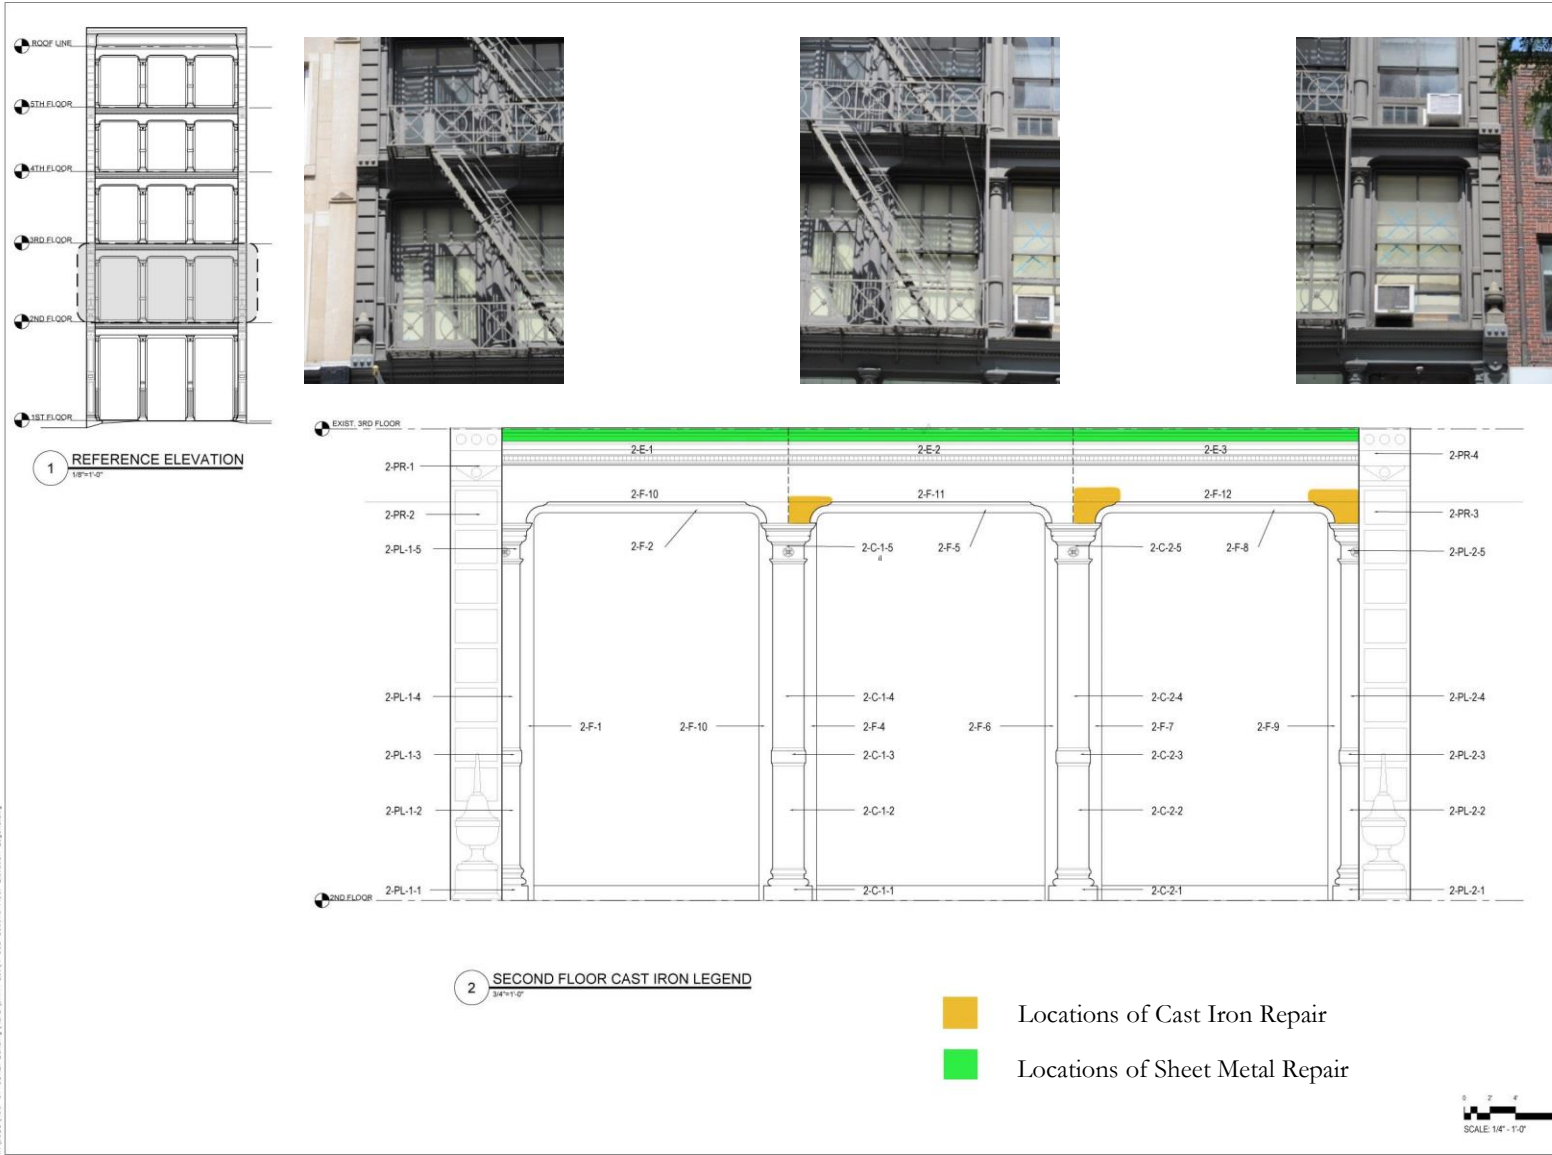 ROOF LINE
5TH FLOOR
4TH FLOOR
3RD FLOOR
2ND FLOOR
1ST FLOOR
1 REFERENCE ELEVATION
1/8"=1'-0"
EXIST. 3RD FLOOR
2-E-1 2-E-2 2-E-3
2-PR-1 2-PR-4
2-F-10 2-F-11 2-F-12
2-PR-2 2-PR-3
2-PL-1-5 2-F-2 2-C-1-5 2-F-5 2-C-2-5 2-F-8 2-PL-2-5
d
2-PL-1-4 2-C-1-4 2-C-2-4 2-PL-2-4
2-F-1 2-F-10 2-F-4 2-F-6 2-F-7 2-F-9
2-PL-1-3 2-C-1-3 2-C-2-3 2-PL-2-3
2-PL-1-2 2-C-1-2 2-C-2-2 2-PL-2-2
2-PL-1-1 2-C-1-1 2-C-2-1 2-PL-2-1
2ND FLOOR
2 SECOND FLOOR CAST IRON LEGEND
3/4"=1'-0"
Locations of Cast Iron Repair
Locations of Sheet Metal Repair
0 2' 4'
SCALE: 1/4" - 1'-0"